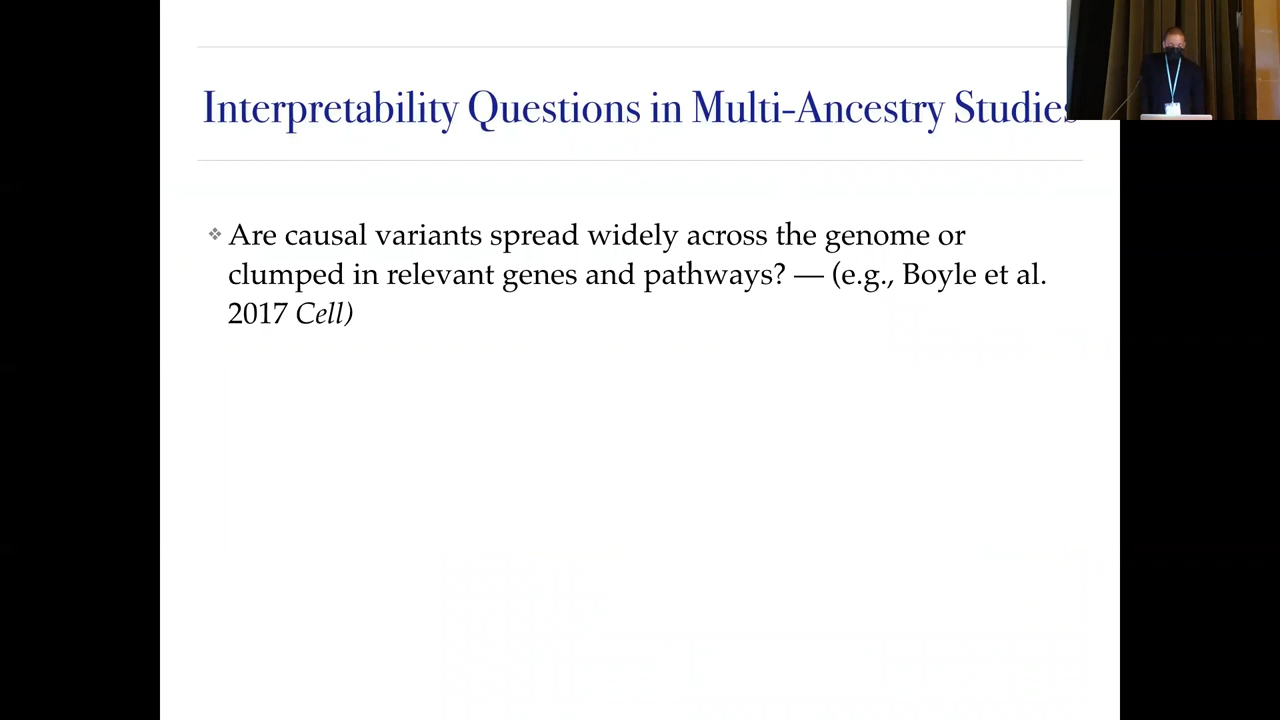 Interpretability Questions in Multi-Ancestry Studies
❖ Are causal variants spread widely across the genome or
clumped in relevant genes and pathways? — (e.g., Boyle et al.
2017 Cell)